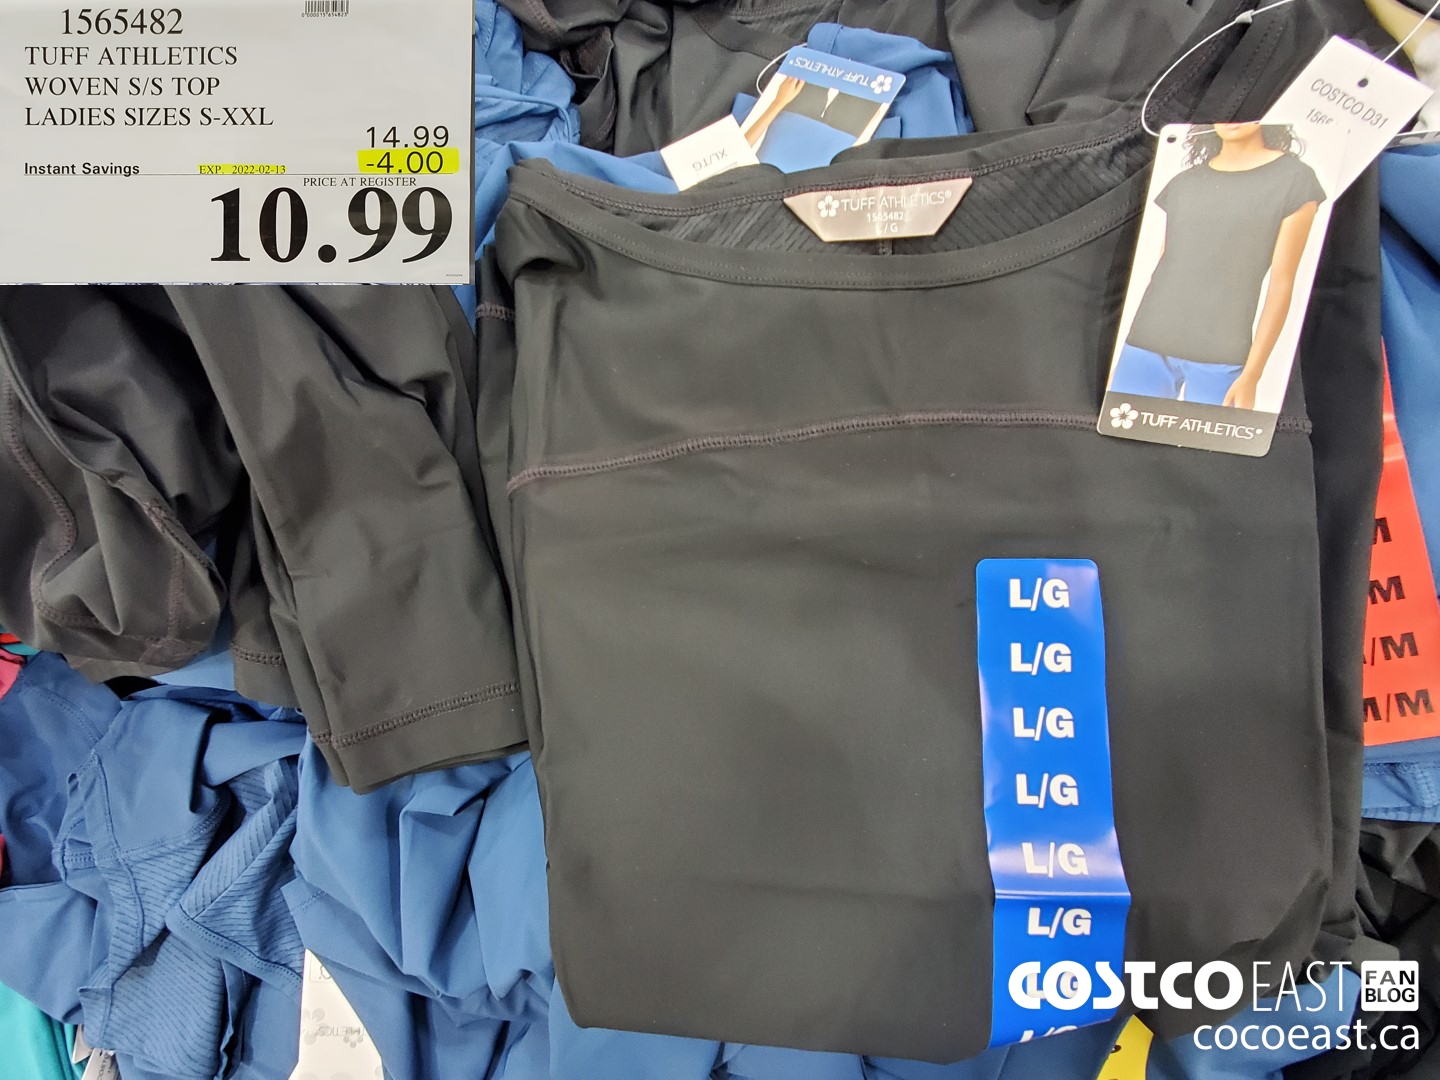 0000015654823
1565482
TUFF ATHLETICS
WOVEN S/S TOP
LADIES SIZES S-XXL
14.99
Instant Savings EXP. 2022-02-13 -4.00
PRICE AT REGISTER
10.99
TUFF ATHLETICS®
XL/TG
COSTCO D31
TUFF ATHLETICS®
1565482
L/G
TUFF ATHLETICS®
L/G
L/G
L/G
L/G
L/G
L/G
L/G
M
M
/M
M/M
COSTCO EAST FAN BLOG
cocoeast.ca